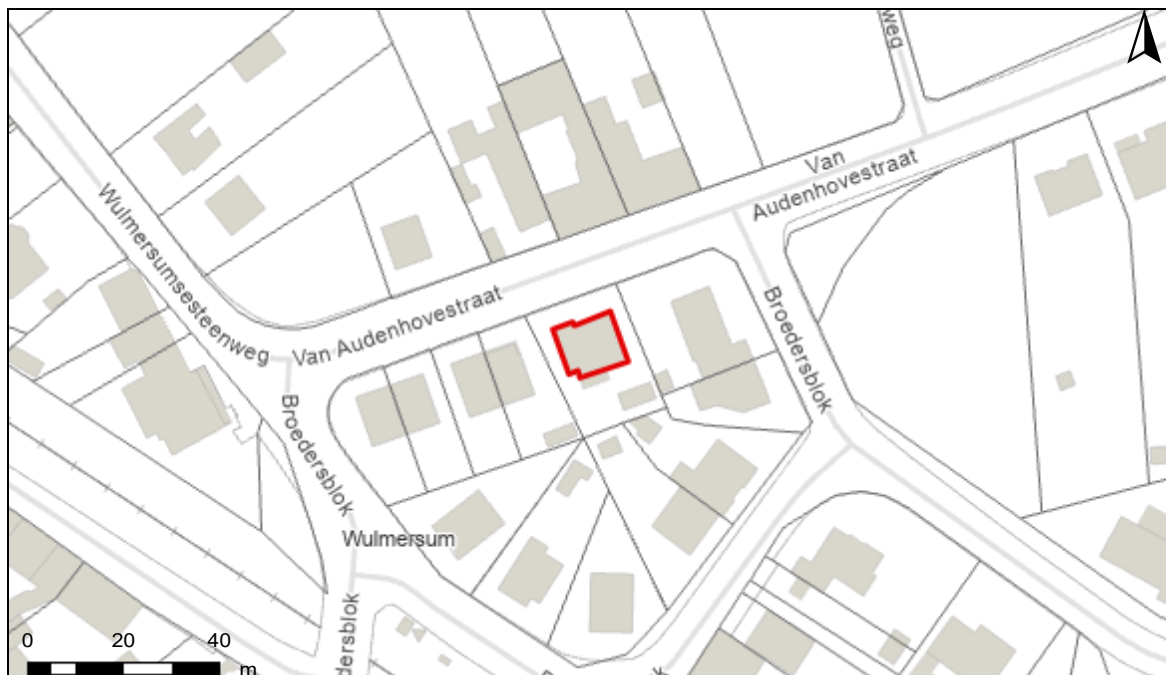 weg
Van
Audenhovestraat
Wulmersumsesteenweg
Van Audenhovestraat
Broedersblok
Broedersblok
Wulmersum
dersblok
0 20 40
m